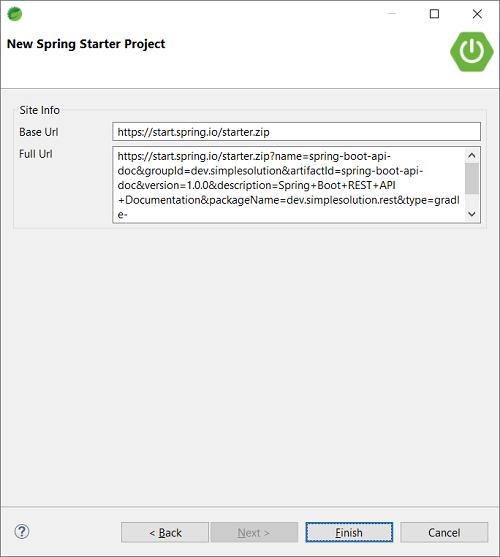 New Spring Starter Project
Site Info
Base Url
https://start.spring.io/starter.zip
Full Url
https://start.spring.io/starter.zip?name=spring-boot-api-
doc&groupId=dev.simplesolution&artifactId=spring-boot-api-
doc&version=1.0.0&description=Spring+Boot+REST+API
+Documentation&packageName=dev.simplesolution.rest&type=gradl
e-
?
< Back
Next >
Finish
Cancel